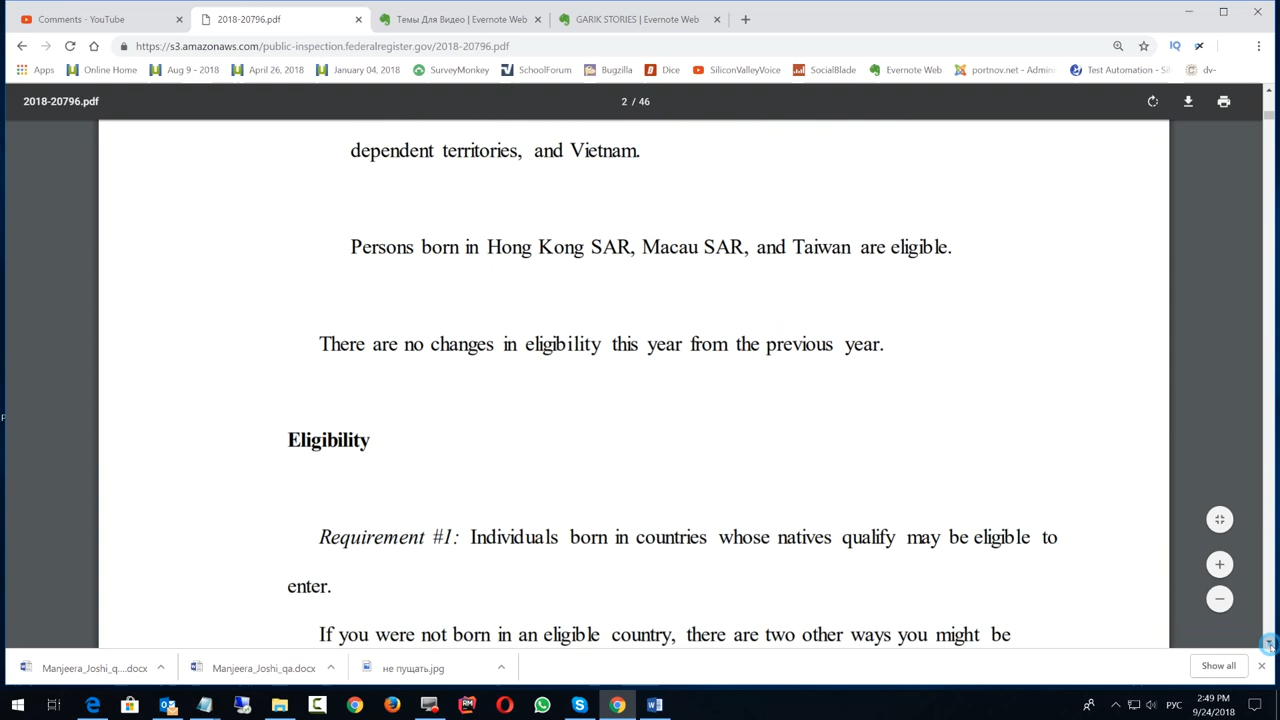 Comments - YouTube
2018-20796.pdf
Темы Для Видео | Evernote Web
GARIK STORIES | Evernote Web
https://s3.amazonaws.com/public-inspection.federalregister.gov/2018-20796.pdf
Apps
Online Home
Aug 9 - 2018
April 26, 2018
January 04, 2018
SurveyMonkey
SchoolForum
Bugzilla
Dice
SiliconValleyVoice
SocialBlade
Evernote Web
portnov.net - Admin
Test Automation - Sil
dv-
2018-20796.pdf
2 / 46
dependent territories, and Vietnam.
Persons born in Hong Kong SAR, Macau SAR, and Taiwan are eligible.
There are no changes in eligibility this year from the previous year.
Eligibility
Requirement #1: Individuals born in countries whose natives qualify may be eligible to
enter.
If you were not born in an eligible country, there are two other ways you might be
Manjeera_Joshi_q....docx
Manjeera_Joshi_qa.docx
не пущать.jpg
Show all
РУС
2:49 PM
9/24/2018